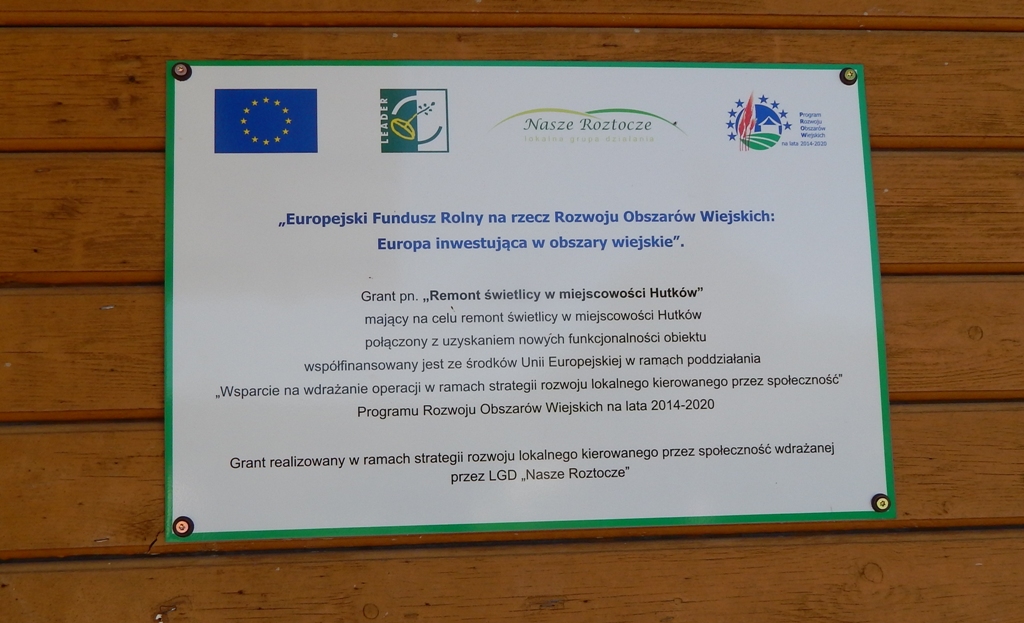 LEADER
Nasze Roztocze
lokalna grupa działania
Program
Rozwoju
Obszarów
Wiejskich
na lata 2014-2020
„Europejski Fundusz Rolny na rzecz Rozwoju Obszarów Wiejskich:
Europa inwestująca w obszary wiejskie”.
Grant pn. „Remont świetlicy w miejscowości Hutków”
mający na celu remont świetlicy w miejscowości Hutków
połączony z uzyskaniem nowych funkcjonalności obiektu
współfinansowany jest ze środków Unii Europejskiej w ramach poddziałania
„Wsparcie na wdrażanie operacji w ramach strategii rozwoju lokalnego kierowanego przez społeczność”
Programu Rozwoju Obszarów Wiejskich na lata 2014-2020
Grant realizowany w ramach strategii rozwoju lokalnego kierowanego przez społeczność wdrażanej
przez LGD „Nasze Roztocze”